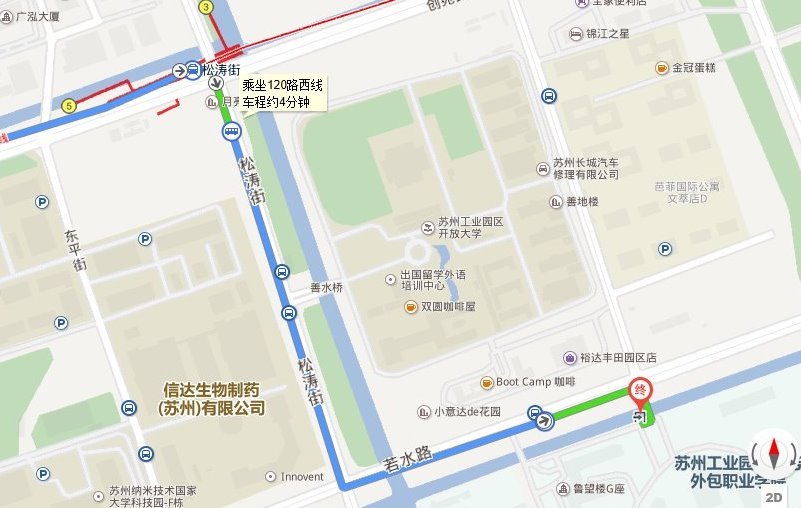 全家便利店
广泓大厦
3
创苑
锦江之星
松涛街
金冠蛋糕
乘坐120路西线
车程约4分钟
月亮
5
线
松涛街
苏州长城汽车
修理有限公司
芭菲国际公寓
文萃店D
P
善地楼
东平街
苏州工业园区
开放大学
P
P
出国留学外语
培训中心
善水桥
双圆咖啡屋
P
松涛街
裕达丰田园区店
信达生物制药
(苏州)有限公司
Boot Camp 咖啡
终
小意达de花园
若水路
P
Innovent
苏州工业园
外包职业学院
苏州纳米技术国家
大学科技园-F栋
鲁望楼G座
2D